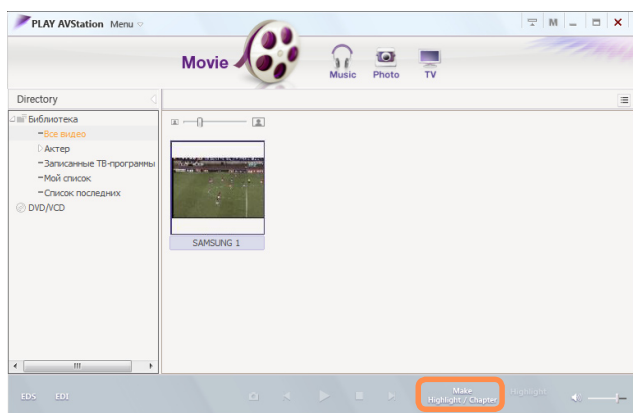 PLAY AVStation Menu
M
Movie
Music
Photo
TV
Directory
Библиотека
Все видео
Актер
Записанные ТВ-программы
Мой список
Список последних
DVD/VCD
SAMSUNG 1
EDS
EDI
Make
Highlight / Chapter
Highlight